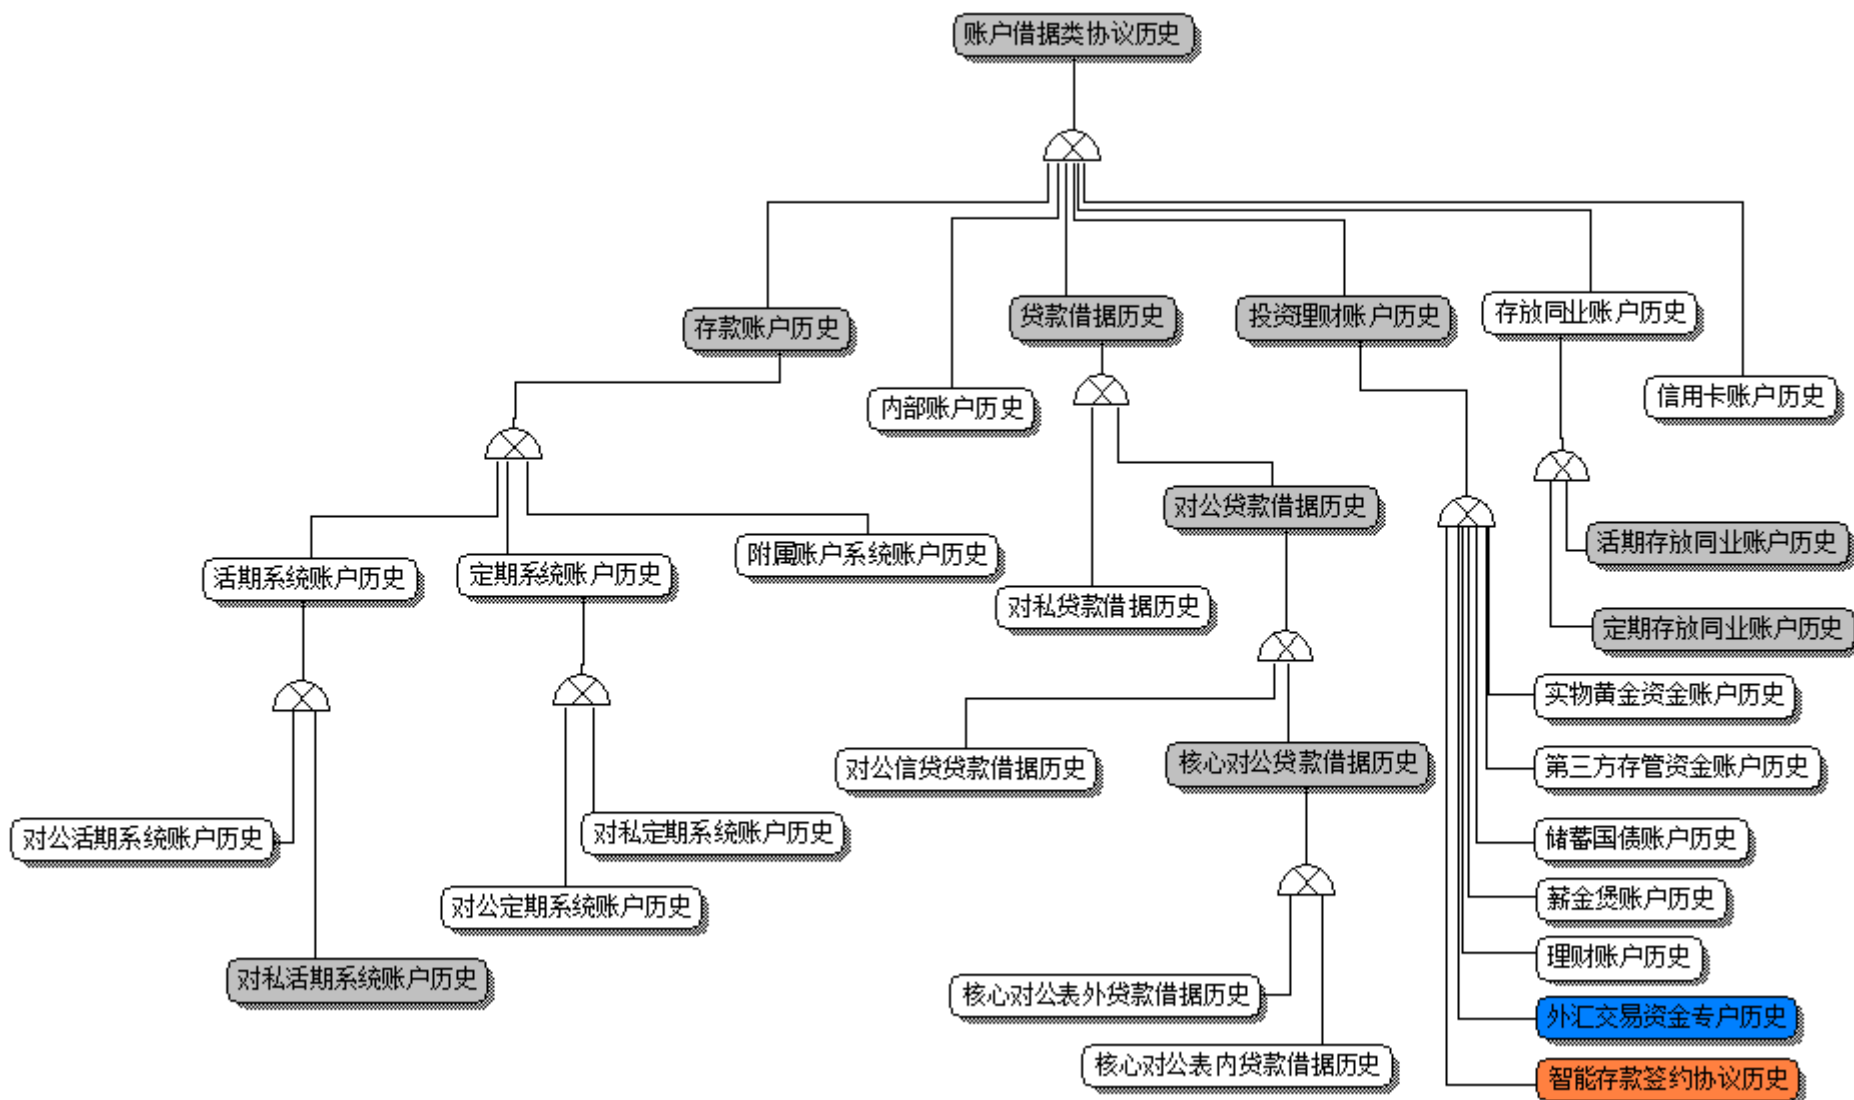 账户借据类协议历史
存款账户历史
贷款借据历史
投资理财账户历史
存放同业账户历史
内部账户历史
信用卡账户历史
对公贷款借据历史
活期存放同业账户历史
活期系统账户历史
定期系统账户历史
附属账户系统账户历史
对私贷款借据历史
定期存放同业账户历史
实物黄金资金账户历史
对公信贷贷款借据历史
核心对公贷款借据历史
第三方存管资金账户历史
对公活期系统账户历史
对私定期系统账户历史
储蓄国债账户历史
对公定期系统账户历史
薪金煲账户历史
对私活期系统账户历史
理财账户历史
核心对公表外贷款借据历史
外汇交易资金专户历史
核心对公表内贷款借据历史
智能存款签约协议历史